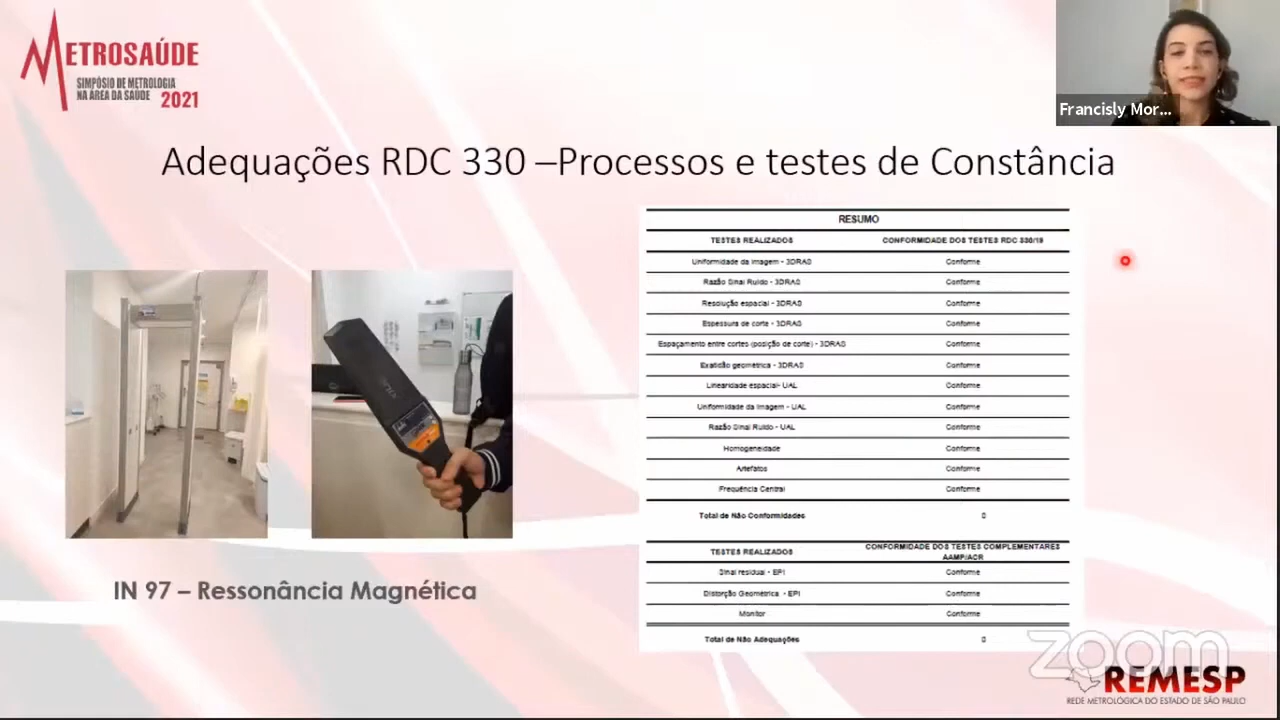 METROSAÚDE
SIMPÓSIO DE METROLOGIA
NA ÁREA DA SAÚDE 2021
Francisly Mor...
Adequações RDC 330 –Processos e testes de Constância
RESUMO
TESTES REALIZADOS CONFORMIDADE DOS TESTES RDC 330/19
Uniformidade da Imagem - 3DRAS Conforme
Razão Sinal Ruído - 3DRAS Conforme
Resolução espacial - 3DRAS Conforme
Espessura de corte - 3DRAS Conforme
Espaçamento entre cortes (posição de corte) - 3DRAS Conforme
Exatidão geométrica - 3DRAS Conforme
Linearidade espacial- UAL Conforme
Uniformidade da Imagem - UAL Conforme
Razão Sinal Ruído - UAL Conforme
Homogeneidade Conforme
Artefatos Conforme
Frequência Central Conforme
Total de Não Conformidades 0
TESTES REALIZADOS CONFORMIDADE DOS TESTES COMPLEMENTARES
AAMP/ACR
Sinal residual - EPI Conforme
Distorção Geométrica - EPI Conforme
Monitor Conforme
Total de Não Adequações 0
IN 97 – Ressonância Magnética
zoom
REMESP
REDE METROLÓGICA DO ESTADO DE SÃO PAULO